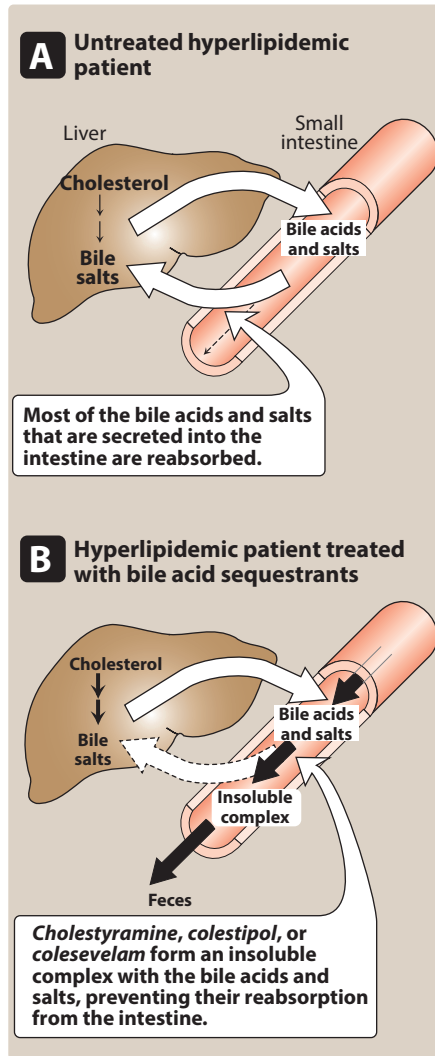 A Untreated hyperlipidemic
patient
Liver
Small
intestine
Cholesterol
Bile
salts
Bile acids
and salts
Most of the bile acids and salts
that are secreted into the
intestine are reabsorbed.
B Hyperlipidemic patient treated
with bile acid sequestrants
Cholesterol
Bile
salts
Bile acids
and salts
Insoluble
complex
Feces
Cholestyramine, colestipol, or
colesevelam form an insoluble
complex with the bile acids and
salts, preventing their reabsorption
from the intestine.